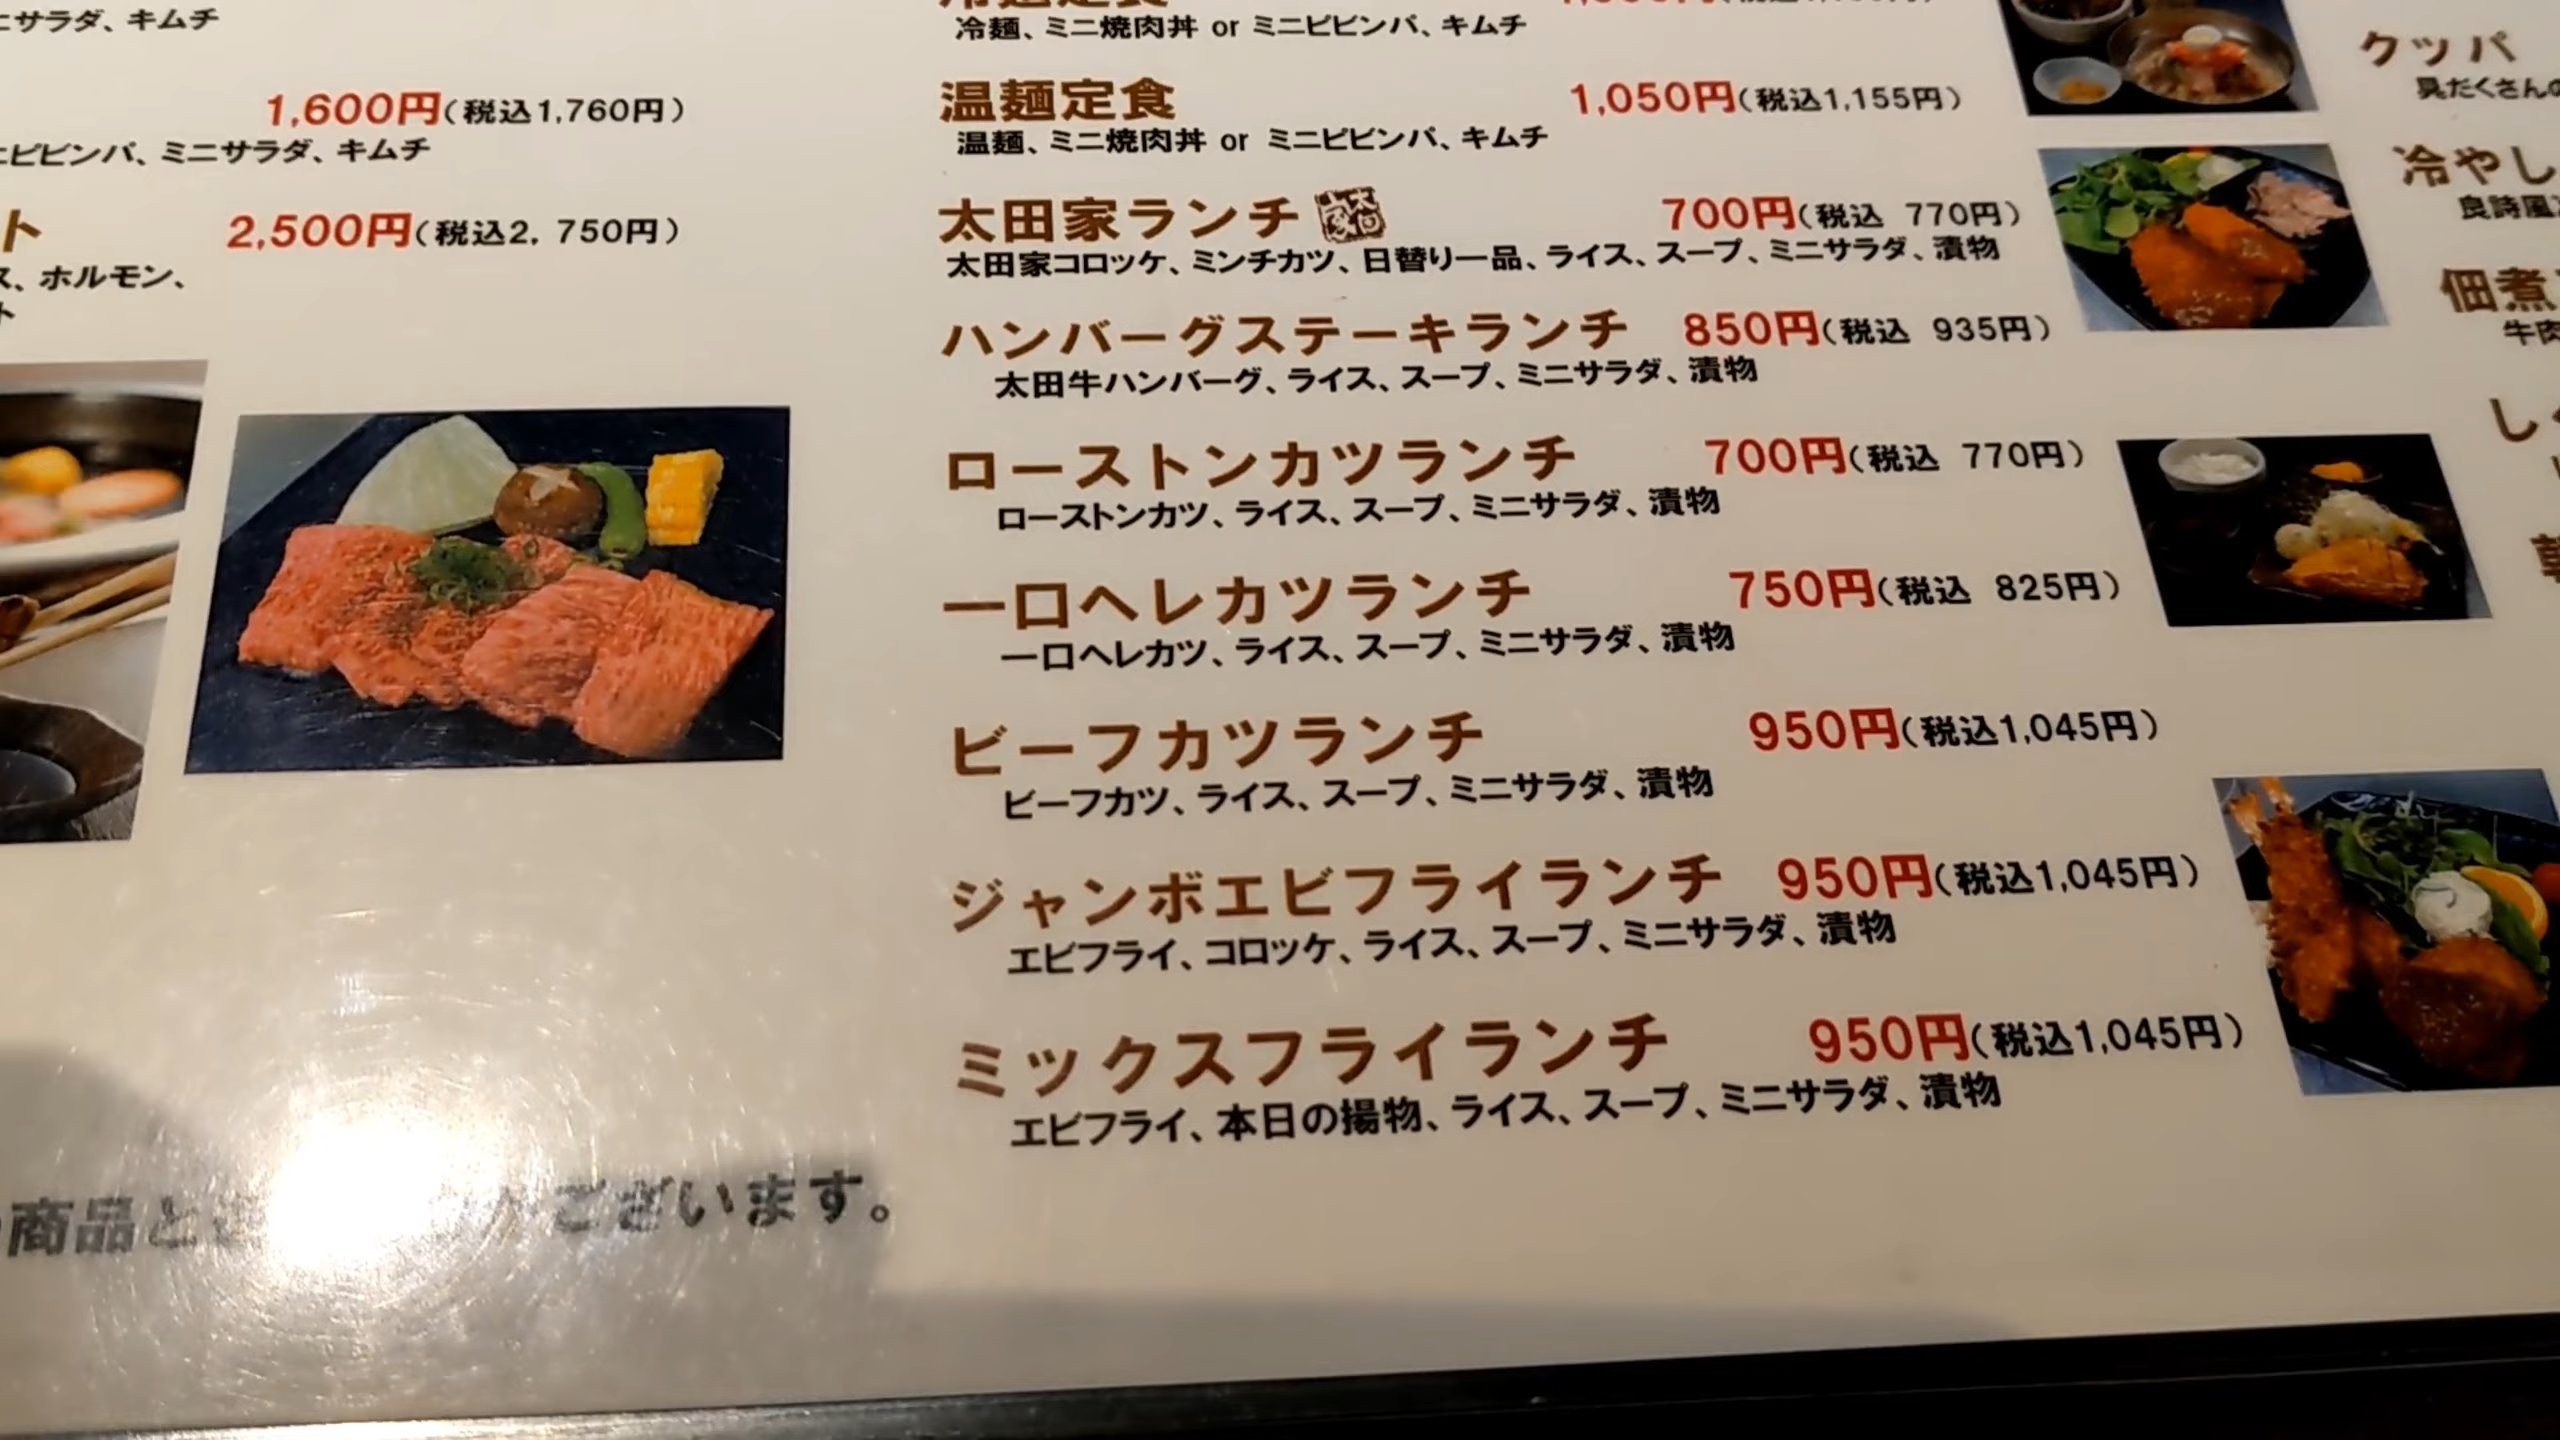 ニサラダ、キムチ
1,600円(税込1,760円)
ビビンパ、ミニサラダ、キムチ
ト 2,500円(税込2, 750円)
ス、ホルモン、
ト
商品と
ございます。
冷麺定食
冷麺、ミニ焼肉丼 or ミニビビンパ、キムチ
温麺定食 1,050円(税込1,155円)
温麺、ミニ焼肉丼 or ミニビビンパ、キムチ
太田家ランチ 700円(税込 770円)
太田家コロッケ、ミンチカツ、日替り一品、ライス、スープ、ミニサラダ、漬物
ハンバーグステーキランチ 850円(税込 935円)
太田牛ハンバーグ、ライス、スープ、ミニサラダ、漬物
ローストンカツランチ 700円(税込 770円)
ローストンカツ、ライス、スープ、ミニサラダ、漬物
一口ヘレカツランチ 750円(税込 825円)
一口ヘレカツ、ライス、スープ、ミニサラダ、漬物
ビーフカツランチ 950円(税込1,045円)
ビーフカツ、ライス、スープ、ミニサラダ、漬物
ジャンボエビフライランチ 950円(税込1,045円)
エビフライ、コロッケ、ライス、スープ、ミニサラダ、漬物
ミックスフライランチ 950円(税込1,045円)
エビフライ、本日の揚物、ライス、スープ、ミニサラダ、漬物
クッパ
具だくさんの
冷やし
良詩風
佃煮
牛肉
し